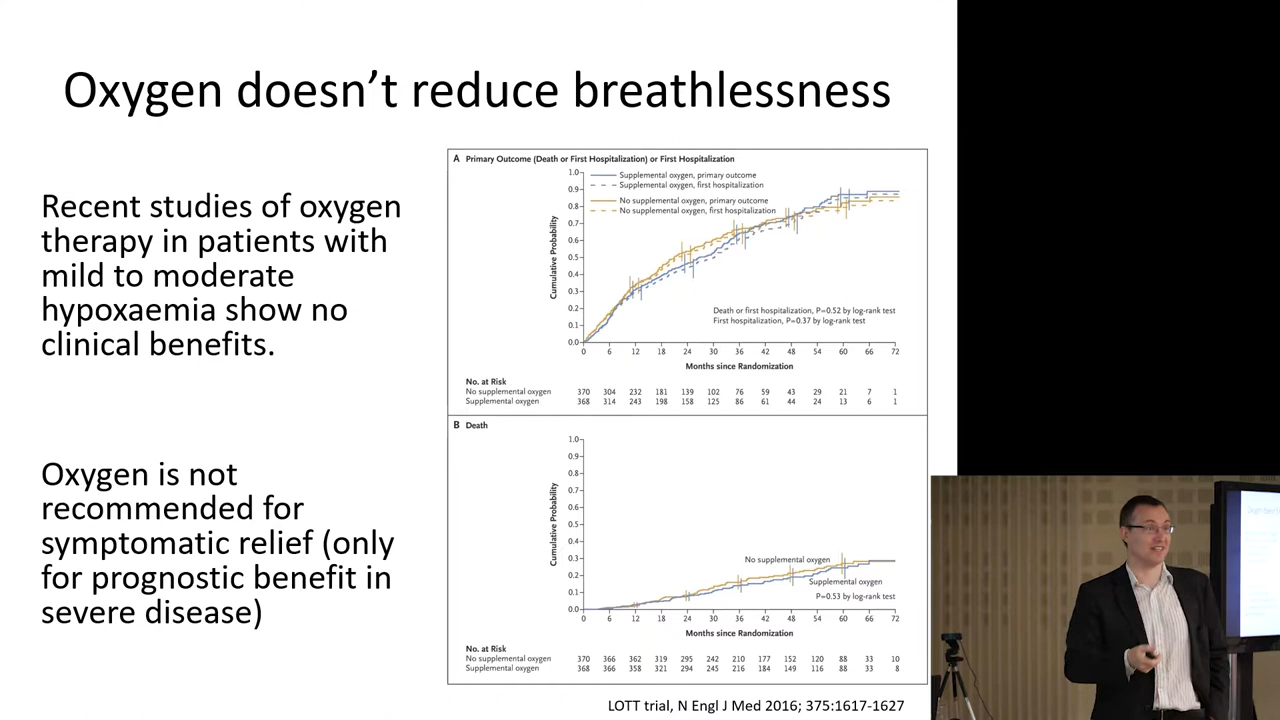 Oxygen doesn’t reduce breathlessness
Recent studies of oxygen
therapy in patients with
mild to moderate
hypoxaemia show no
clinical benefits.
Oxygen is not
recommended for
symptomatic relief (only
for prognostic benefit in
severe disease)
A Primary Outcome (Death or First Hospitalization) or First Hospitalization
Supplemental oxygen, primary outcome
Supplemental oxygen, first hospitalization
No supplemental oxygen, primary outcome
No supplemental oxygen, first hospitalization
Cumulative Probability
1.0
0.9
0.8
0.7
0.6
0.5
0.4
0.3
0.2
0.1
0.0
Death or first hospitalization, P=0.52 by log-rank test
First hospitalization, P=0.37 by log-rank test
0 6 12 18 24 30 36 42 48 54 60 66 72
Months since Randomization
No. at Risk
No supplemental oxygen 370 304 232 181 139 102 76 59 43 29 21 7 1
Supplemental oxygen 368 314 243 198 158 125 86 61 44 24 13 6 1
B Death
Cumulative Probability
1.0
0.9
0.8
0.7
0.6
0.5
0.4
0.3
0.2
0.1
0.0
No supplemental oxygen
Supplemental oxygen
P=0.53 by log-rank test
0 6 12 18 24 30 36 42 48 54 60 66 72
Months since Randomization
No. at Risk
No supplemental oxygen 370 366 362 319 295 242 210 177 152 120 88 33 10
Supplemental oxygen 368 366 358 321 294 245 216 184 149 116 88 33 8
LOTT trial, N Engl J Med 2016; 375:1617-1627